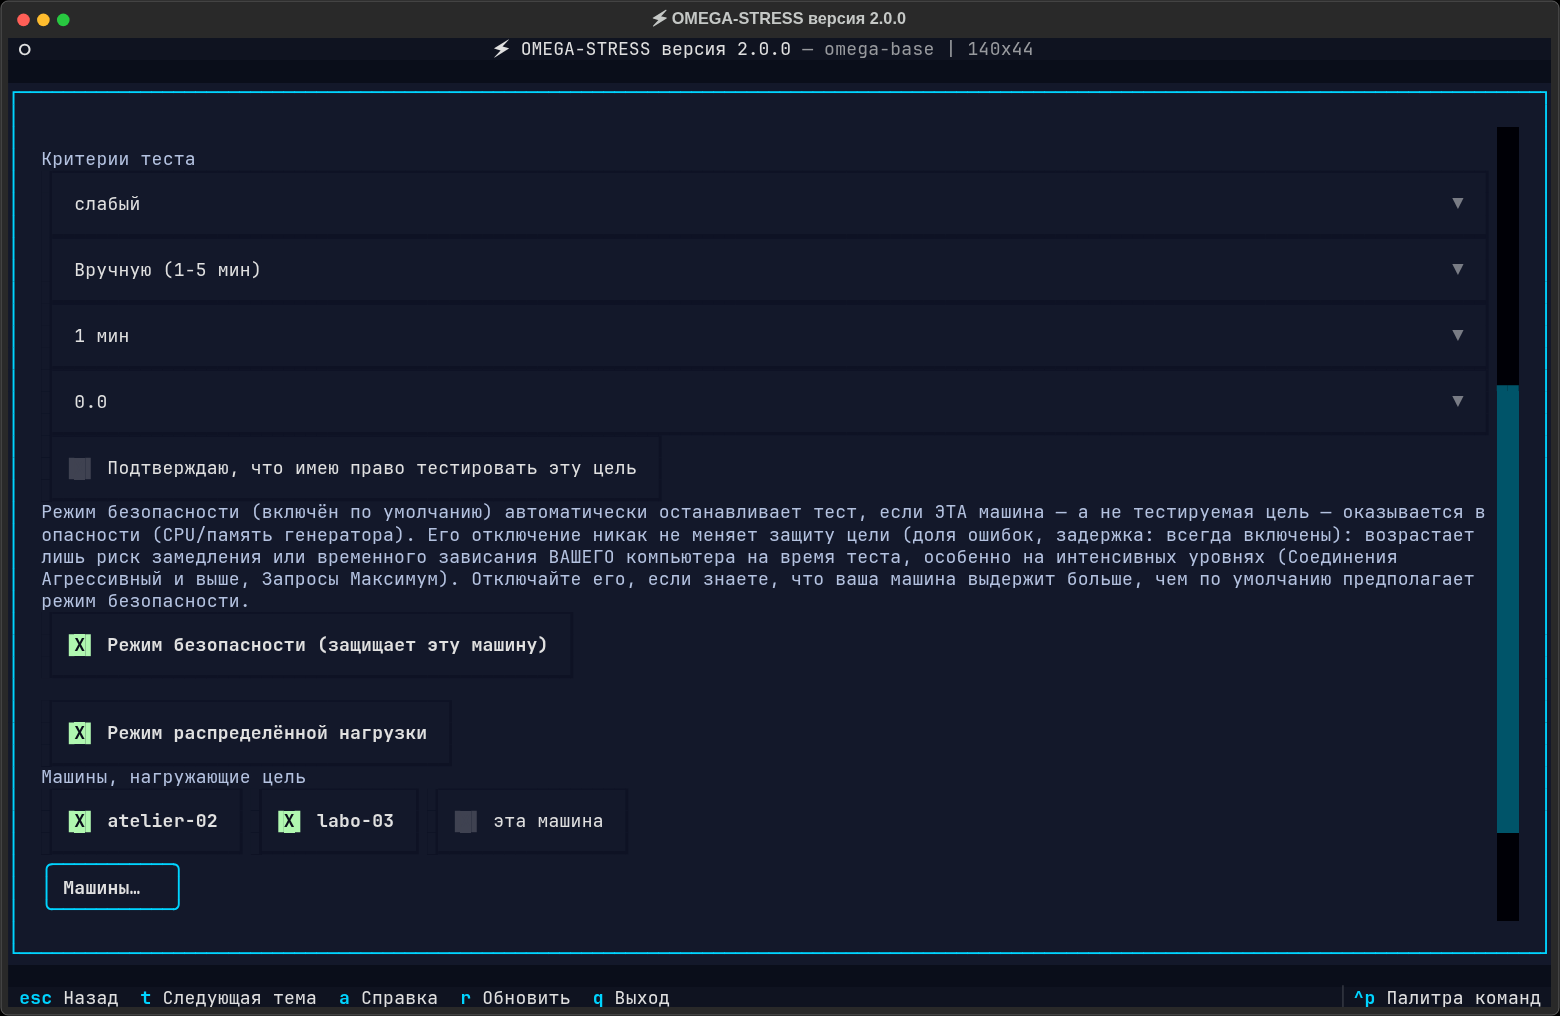 ⚡ OMEGA-STRESS версия 2.0.0
⚡ OMEGA-STRESS версия 2.0.0 — omega-base | 140x44
Критерии теста
слабый ▼
Вручную (1-5 мин) ▼
1 мин ▼
0.0 ▼
Подтверждаю, что имею право тестировать эту цель
Режим безопасности (включён по умолчанию) автоматически останавливает тест, если ЭТА машина — а не тестируемая цель — оказывается в
опасности (CPU/память генератора). Его отключение никак не меняет защиту цели (доля ошибок, задержка: всегда включены): возрастает
лишь риск замедления или временного зависания ВАШЕГО компьютера на время теста, особенно на интенсивных уровнях (Соединения
Агрессивный и выше, Запросы Максимум). Отключайте его, если знаете, что ваша машина выдержит больше, чем по умолчанию предполагает
режим безопасности.
X Режим безопасности (защищает эту машину)
X Режим распределённой нагрузки
Машины, нагружающие цель
X atelier-02 X labo-03 эта машина
Машины…
esc Назад t Следующая тема a Справка r Обновить q Выход ^p Палитра команд